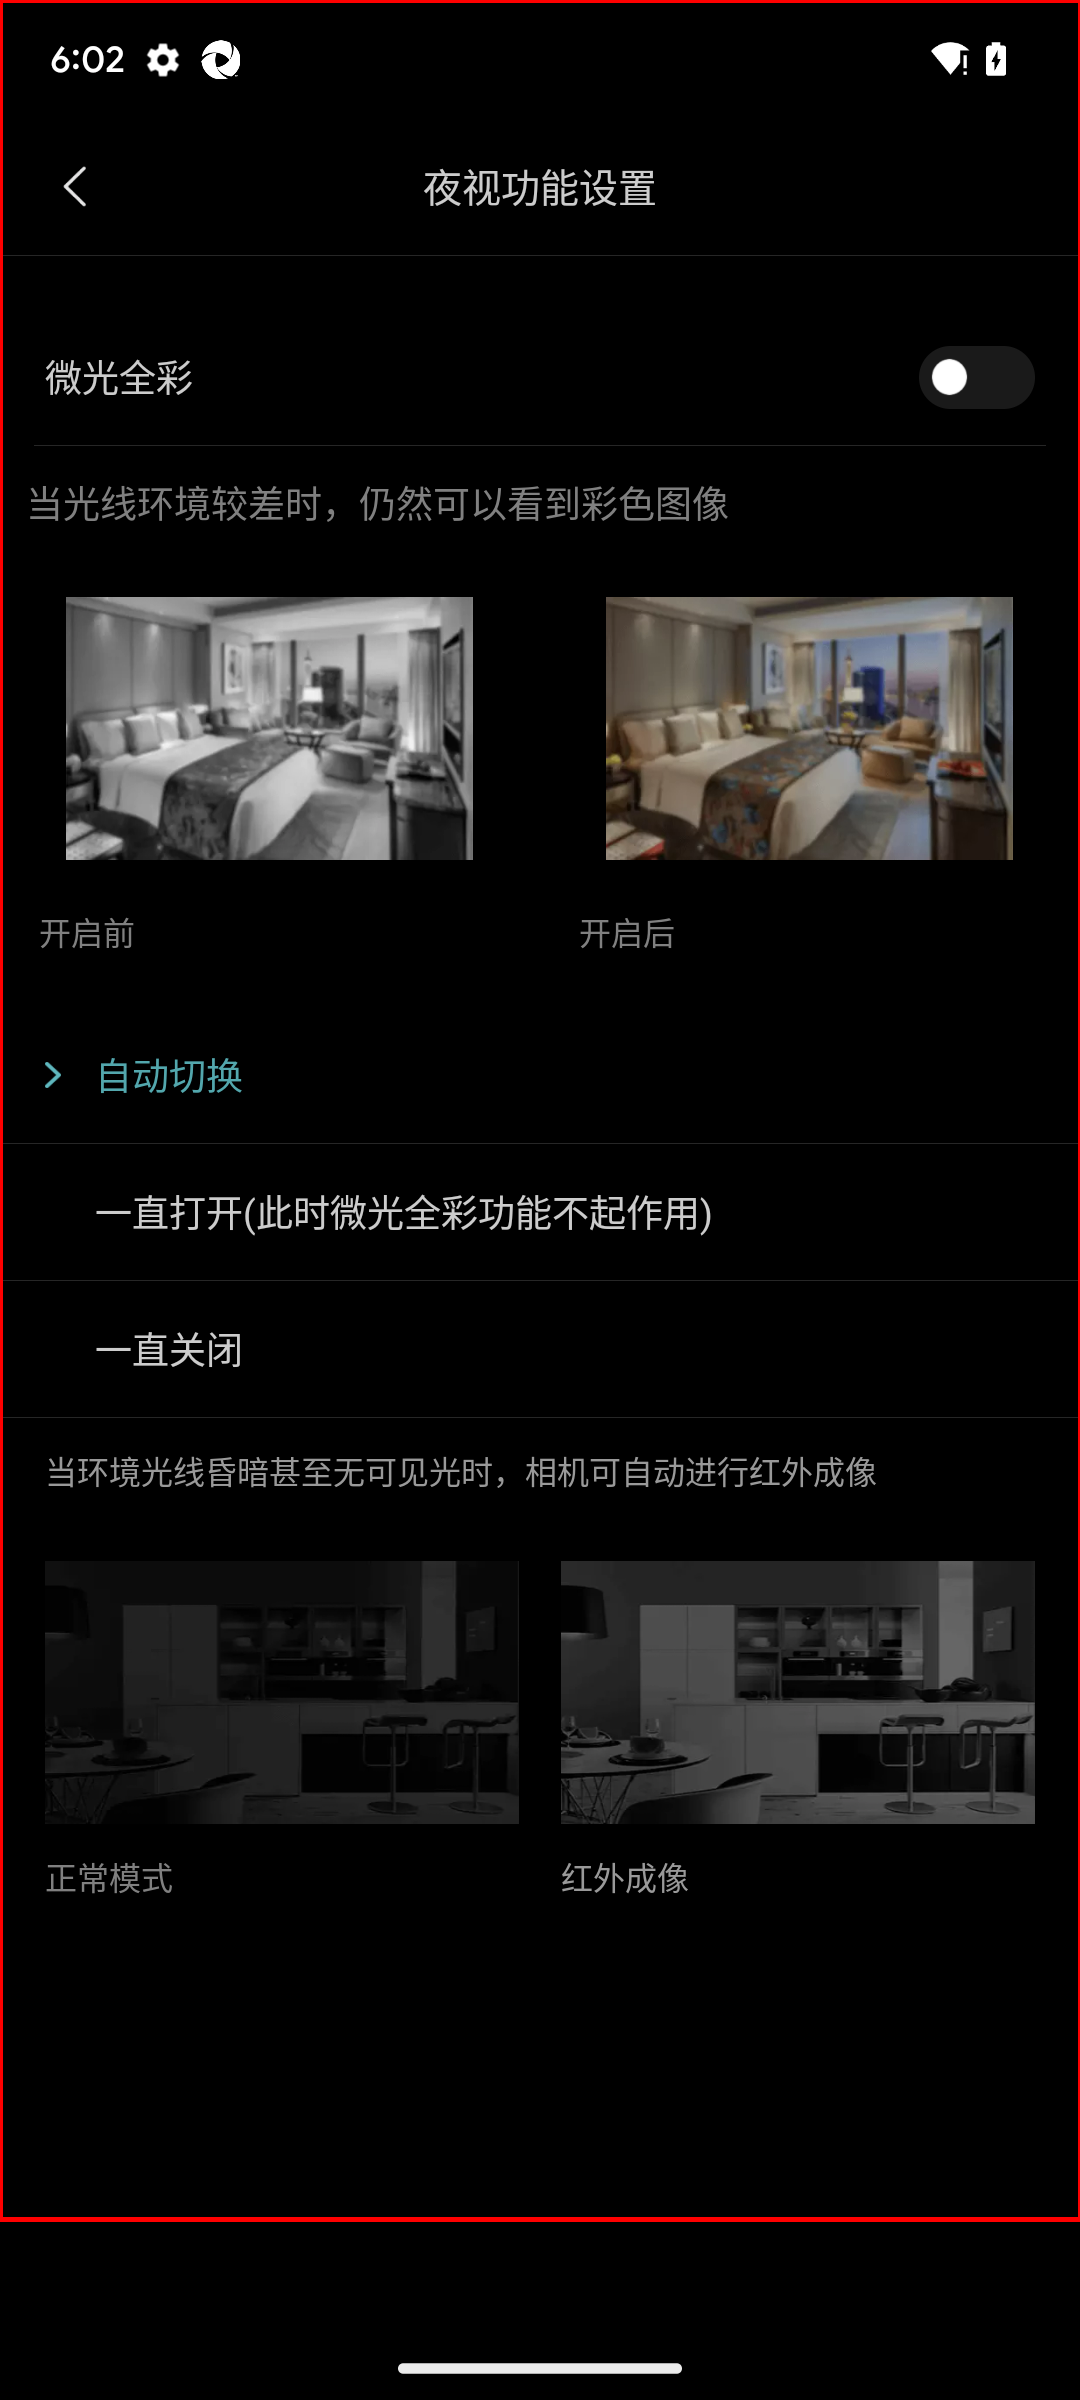 6:02
夜视功能设置
微光全彩
当光线环境较差时，仍然可以看到彩色图像
开启前
开启后
自动切换
一直打开(此时微光全彩功能不起作用)
一直关闭
当环境光线昏暗甚至无可见光时，相机可自动进行红外成像
正常模式
红外成像